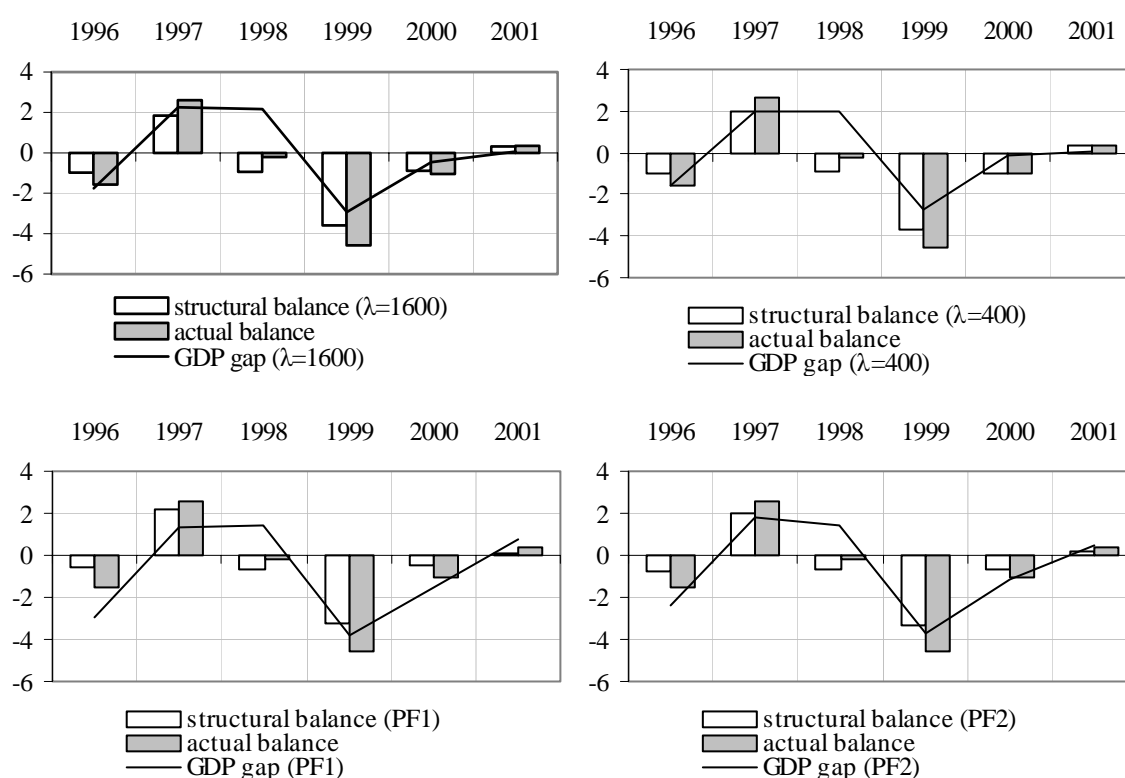 1996 1997 1998 1999 2000 2001
4
2
0
-2
-4
-6
structural balance (λ=1600)
actual balance
GDP gap (λ=1600)
1996 1997 1998 1999 2000 2001
4
2
0
-2
-4
-6
structural balance (λ=400)
actual balance
GDP gap (λ=400)
1996 1997 1998 1999 2000 2001
4
2
0
-2
-4
-6
structural balance (PF1)
actual balance
GDP gap (PF1)
1996 1997 1998 1999 2000 2001
4
2
0
-2
-4
-6
structural balance (PF2)
actual balance
GDP gap (PF2)